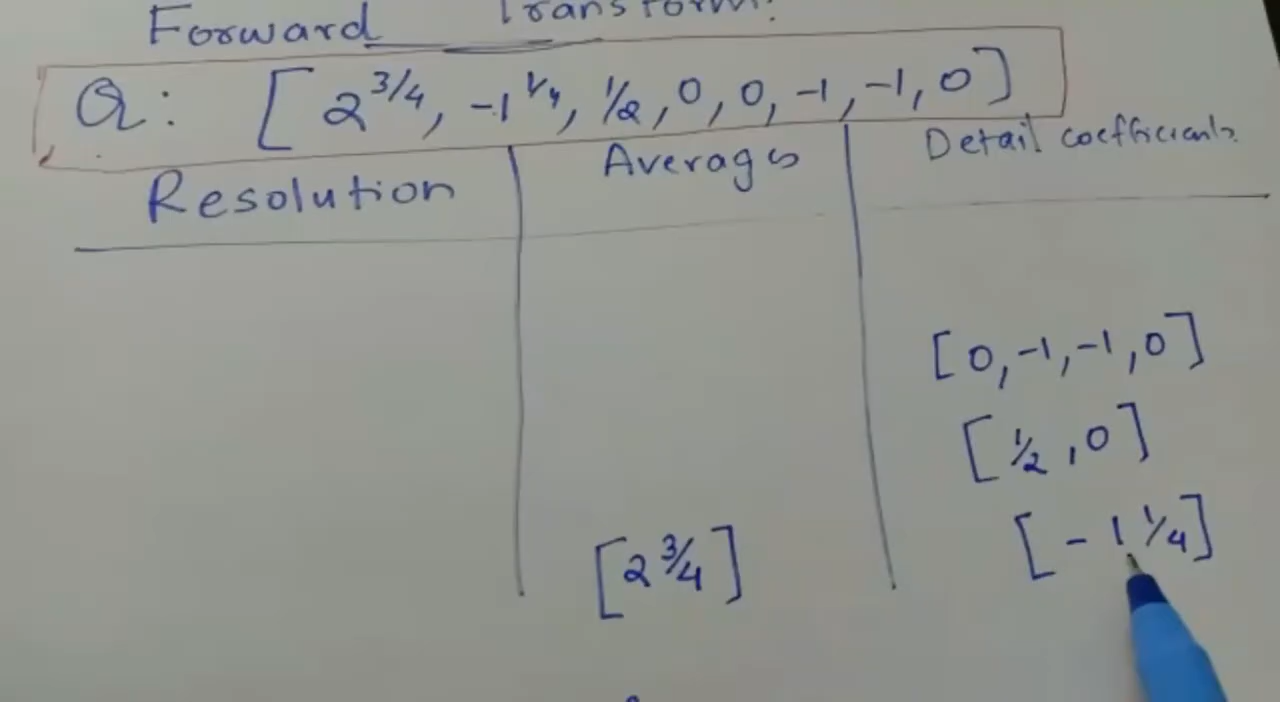 Forward Transform.
Q: [2 3/4, -1 1/4, 1/2, 0, 0, -1, -1, 0]
Resolution Averages Detail coefficients.
[0, -1, -1, 0]
[1/2, 0]
[2 3/4] [-1 1/4]